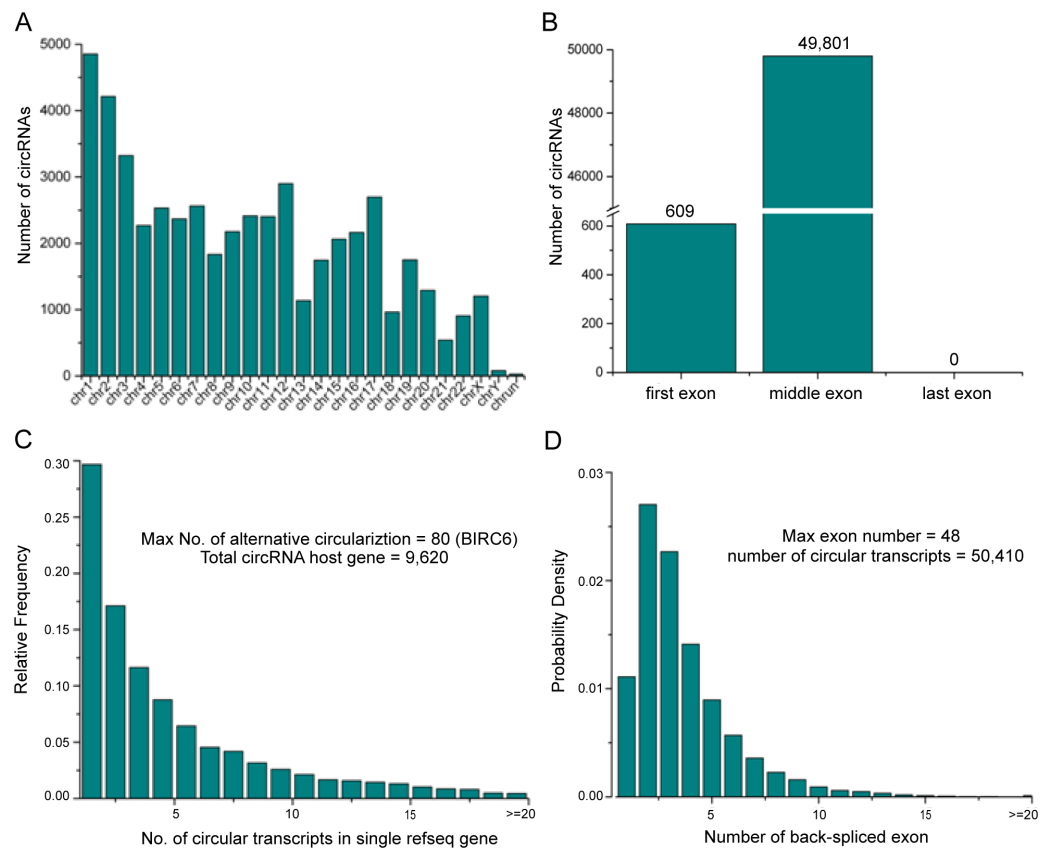 A
Number of circRNAs
5000
4000
3000
2000
1000
0
chr1
chr2
chr3
chr4
chr5
chr6
chr7
chr8
chr9
chr10
chr11
chr12
chr13
chr14
chr15
chr16
chr17
chr18
chr19
chr20
chr21
chr22
chrX
chrY
chrun
B
Number of circRNAs
50000
48000
46000
600
400
200
0
609
49,801
0
first exon
middle exon
last exon
C
Relative Frequency
0.30
0.25
0.20
0.15
0.10
0.05
0.00
Max No. of alternative circulariztion = 80 (BIRC6)
Total circRNA host gene = 9,620
5
10
15
>=20
No. of circular transcripts in single refseq gene
D
Probability Density
0.03
0.02
0.01
0.00
Max exon number = 48
number of circular transcripts = 50,410
5
10
15
>=20
Number of back-spliced exon